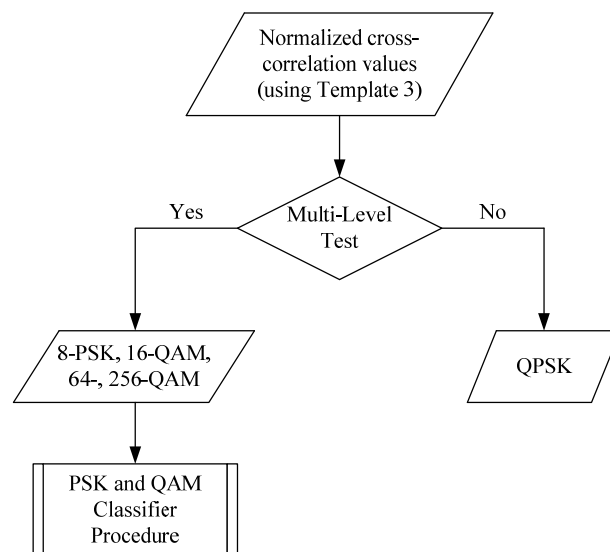 Normalized cross-
correlation values
(using Template 3)
Yes
Multi-Level
Test
No
8-PSK, 16-QAM,
64-, 256-QAM
QPSK
PSK and QAM
Classifier
Procedure